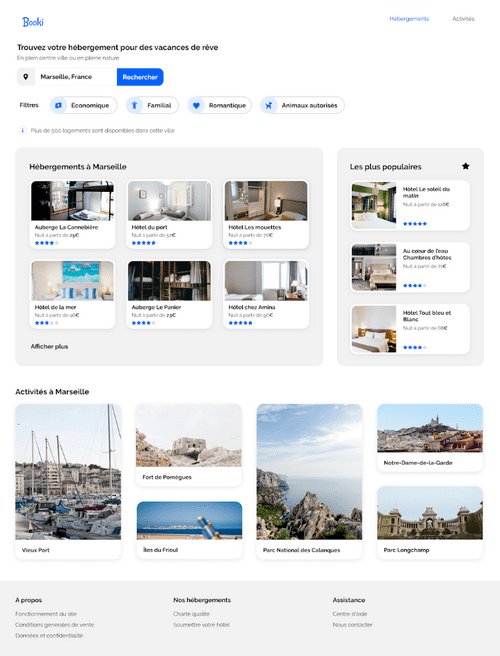 Booki
Hébergements
Activités
Trouvez votre hébergement pour des vacances de rêve
En plein centre ville ou en pleine nature
Marseille, France
Rechercher
Filtres
Économique
Familial
Romantique
Animaux autorisés
i
Plus de 500 logements sont disponibles dans cette ville
Hébergements à Marseille
Auberge La Cannebière
Nuit à partir de 25€
Hôtel du port
Nuit à partir de 52€
Hôtel Les mouettes
Nuit à partir de 76€
Hôtel de la mer
Nuit à partir de 46€
Auberge Le Panier
Nuit à partir de 23€
Hôtel chez Amina
Nuit à partir de 96€
Afficher plus
Les plus populaires
Hôtel Le soleil du
matin
Nuit à partir de 128€
Au cœur de l'eau
Chambres d'hôtes
Nuit à partir de 71€
Hôtel Tout bleu et
Blanc
Nuit à partir de 68€
Activités à Marseille
Vieux Port
Fort de Pomègues
Îles du Frioul
Parc National des Calanques
Notre-Dame-de-la-Garde
Parc Longchamp
A propos
Fonctionnement du site
Conditions générales de vente
Données et confidentialité
Nos hébergements
Charte qualité
Soumettre votre hôtel
Assistance
Centre d'aide
Nous contacter